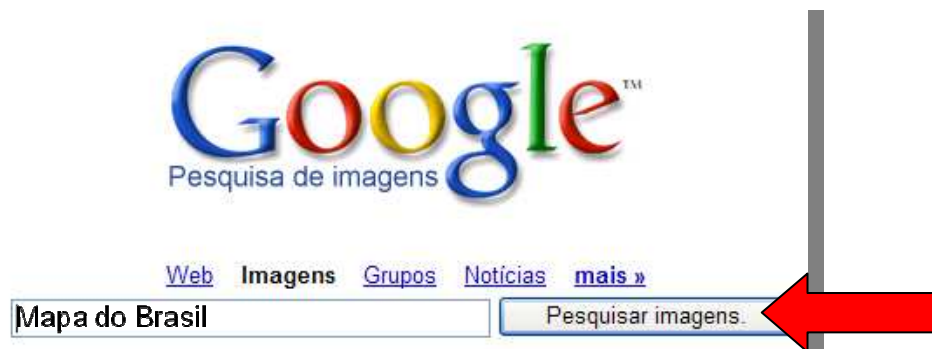 Google™
Pesquisa de imagens
Web Imagens Grupos Notícias mais »
Mapa do Brasil Pesquisar imagens.